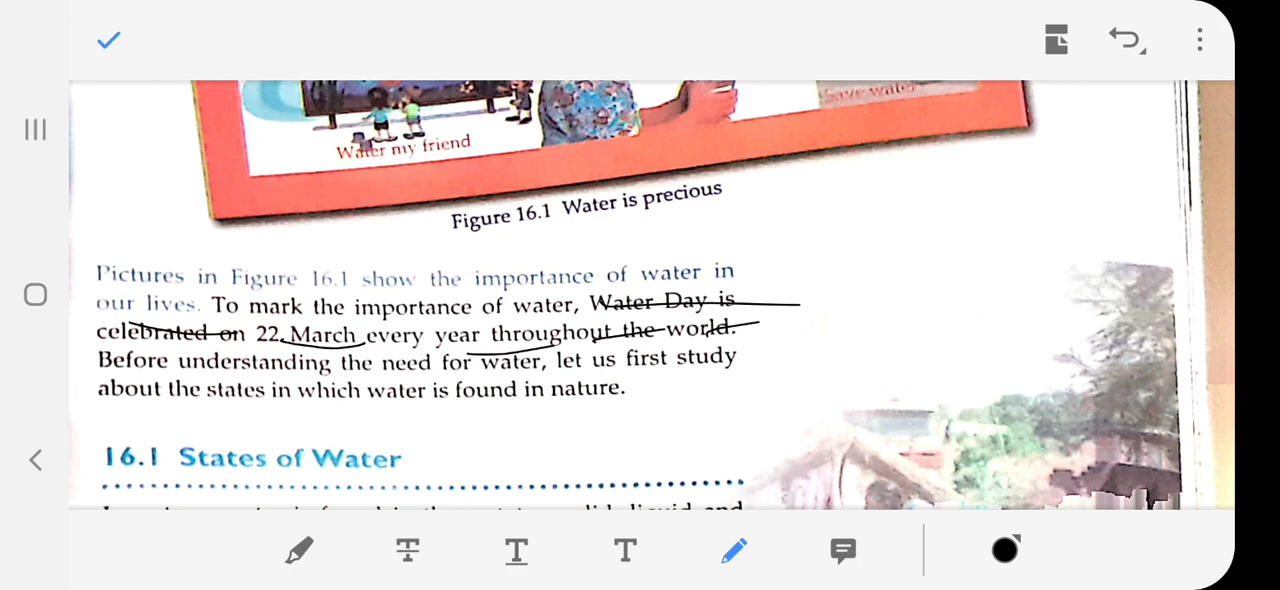 Save water
Water my friend
Figure 16.1 Water is precious
Pictures in Figure 16.1 show the importance of water in
our lives. To mark the importance of water, Water Day is
celebrated on 22 March every year throughout the world.
Before understanding the need for water, let us first study
about the states in which water is found in nature.
16.1 States of Water